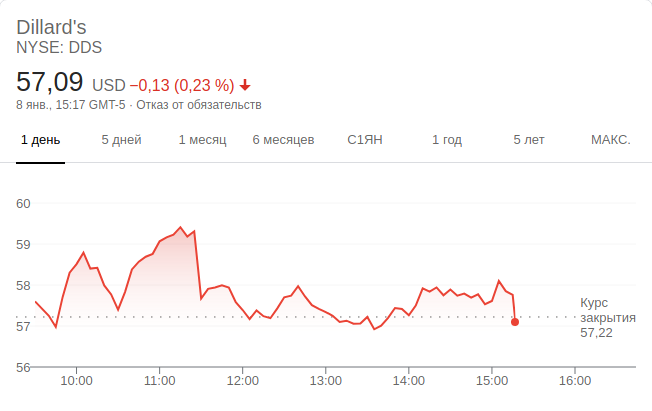 Dillard's
NYSE: DDS
57,09 USD −0,13 (0,23 %)
8 янв., 15:17 GMT-5 · Отказ от обязательств
1 день 5 дней 1 месяц 6 месяцев С1ЯН 1 год 5 лет МАКС.
60
59
58
57
56
Курс
закрытия
57,22
10:00 11:00 12:00 13:00 14:00 15:00 16:00